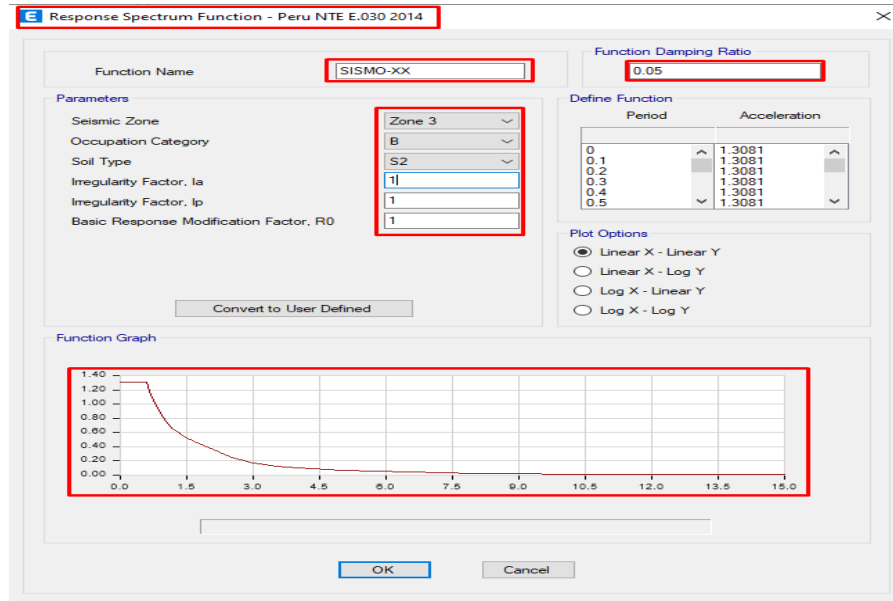 E Response Spectrum Function - Peru NTE E.030 2014
Function Name SISMO-XX
Function Damping Ratio
0.05
Parameters
Seismic Zone Zone 3
Occupation Category B
Soil Type S2
Irregularity Factor, Ia 1
Irregularity Factor, Ip 1
Basic Response Modification Factor, R0 1
Convert to User Defined
Define Function
Period Acceleration
0 1.3081
0.1 1.3081
0.2 1.3081
0.3 1.3081
0.4 1.3081
0.5 1.3081
Plot Options
Linear X - Linear Y
Linear X - Log Y
Log X - Linear Y
Log X - Log Y
Function Graph
1.40
1.20
1.00
0.80
0.60
0.40
0.20
0.00
0.0 1.5 3.0 4.5 6.0 7.5 9.0 10.5 12.0 13.5 15.0
OK Cancel